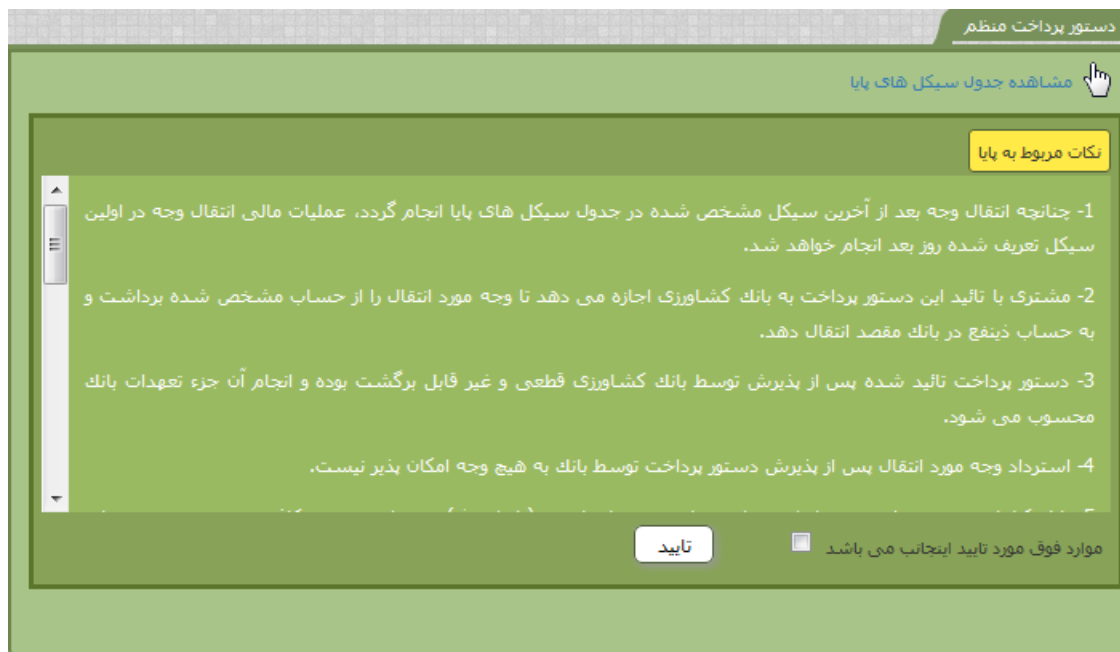 دستور پرداخت منظم
مشاهده جدول سیکل های پایا
نکات مربوط به پایا
1- چنانچه انتقال وجه بعد از آخرین سیکل مشخص شده در جدول سیکل های پایا انجام گردد، عملیات مالی انتقال وجه در اولین
سیکل تعریف شده روز بعد انجام خواهد شد.
2- مشتری با تائید این دستور پرداخت به بانك کشاورزی اجازه می دهد تا وجه مورد انتقال را از حساب مشخص شده برداشت و
به حساب ذینفع در بانك مقصد انتقال دهد.
3- دستور پرداخت تائید شده پس از پذیرش توسط بانك کشاورزی قطعی و غیر قابل برگشت بوده و انجام آن جزء تعهدات بانك
محسوب می شود.
4- استرداد وجه مورد انتقال پس از پذیرش دستور پرداخت توسط بانك به هیچ وجه امکان پذیر نیست.
موارد فوق مورد تایید اینجانب می باشد
تایید